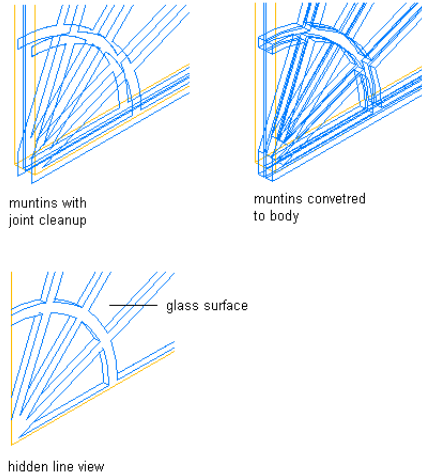 muntins with
joint cleanup
muntins convetred
to body
glass surface
hidden line view